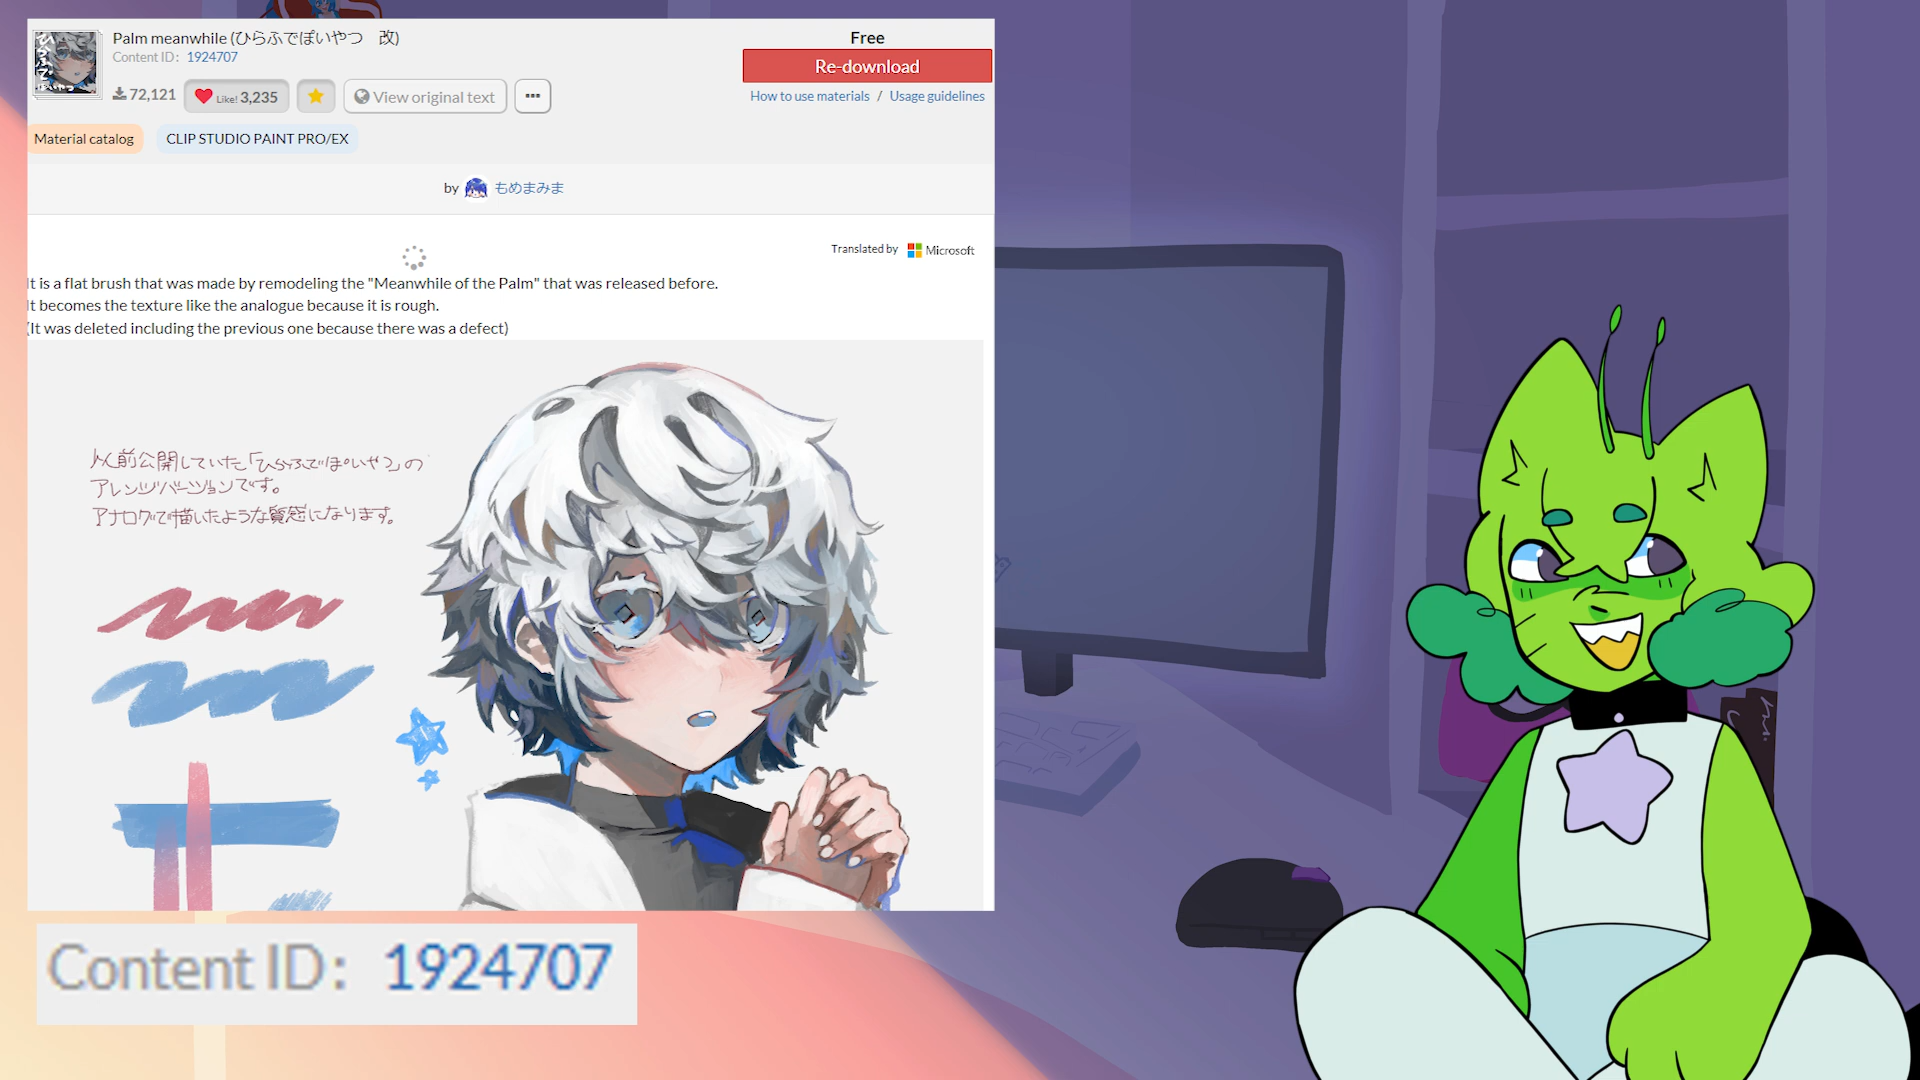 Palm meanwhile (ひらふでぽいやつ　改)
Content ID: 1924707
72,121
Like! 3,235
View original text
Free
Re-download
How to use materials / Usage guidelines
Material catalog
CLIP STUDIO PAINT PRO/EX
by もめまみま
Translated by Microsoft
It is a flat brush that was made by remodeling the "Meanwhile of the Palm" that was released before.
It becomes the texture like the analogue because it is rough.
(It was deleted including the previous one because there was a defect)
以前公開していた「ひらふでぽいやつ」の
アレンジバージョンです。
アナログで描いたような質感になります。
Content ID: 1924707